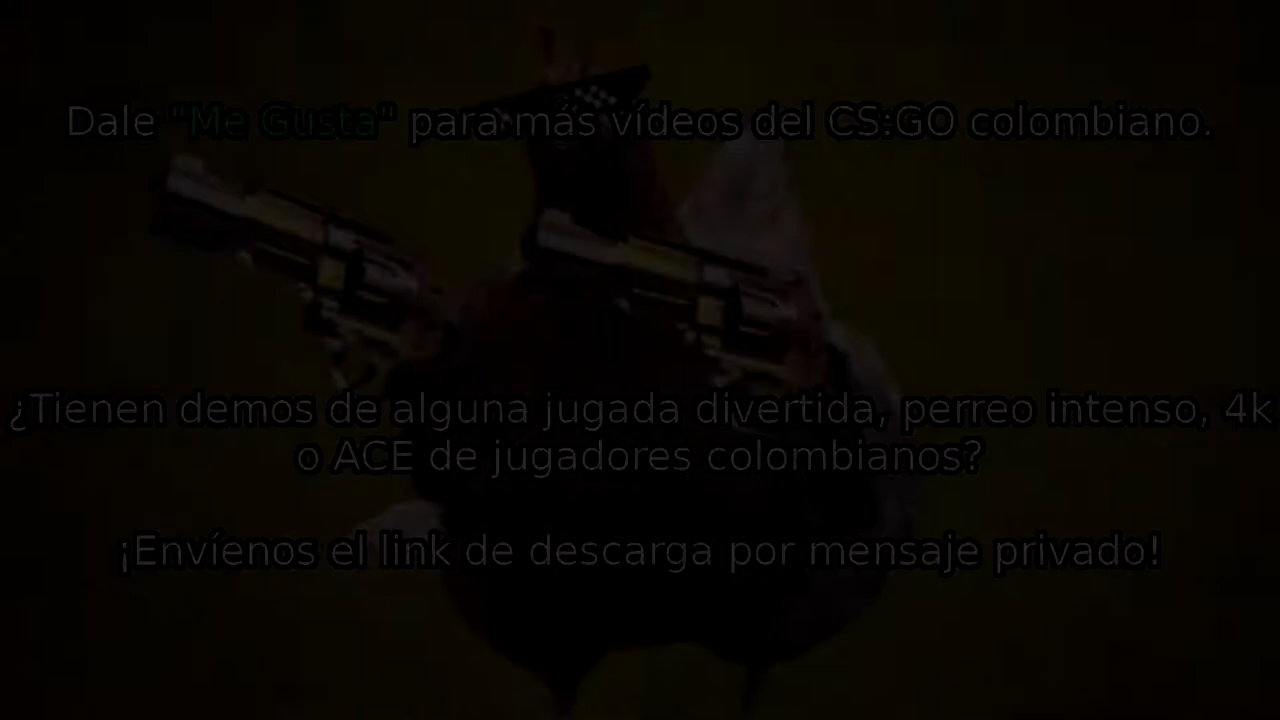 Dale "Me Gusta" para más vídeos del CS:GO colombiano.
¿Tienen demos de alguna jugada divertida, perreo intenso, 4k
o ACE de jugadores colombianos?
¡Envíenos el link de descarga por mensaje privado!